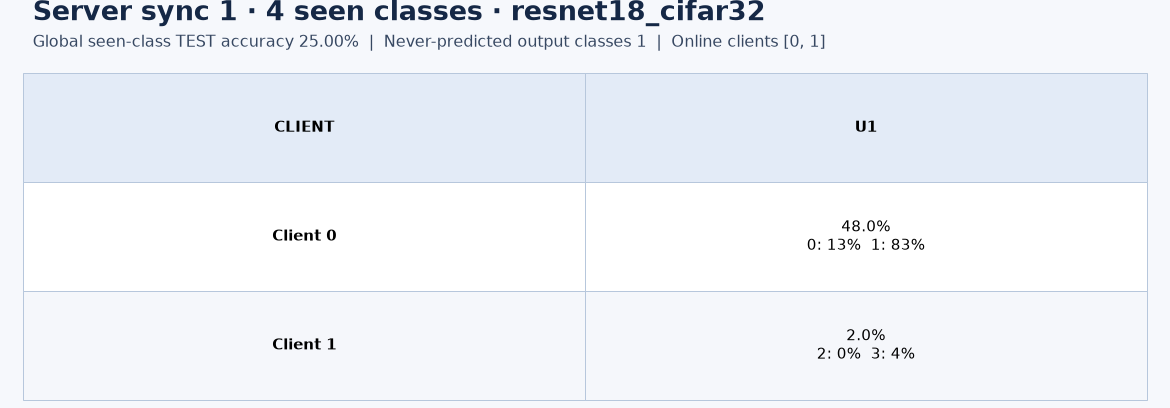 Server sync 1 · 4 seen classes · resnet18_cifar32
Global seen-class TEST accuracy 25.00% | Never-predicted output classes 1 | Online clients [0, 1]
CLIENT U1
Client 0
48.0%
0: 13% 1: 83%
Client 1
2.0%
2: 0% 3: 4%